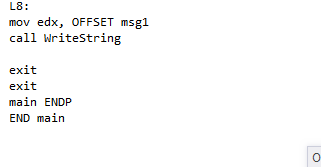 L8:
mov edx, OFFSET msg1
call WriteString
exit
exit
main ENDP
END main